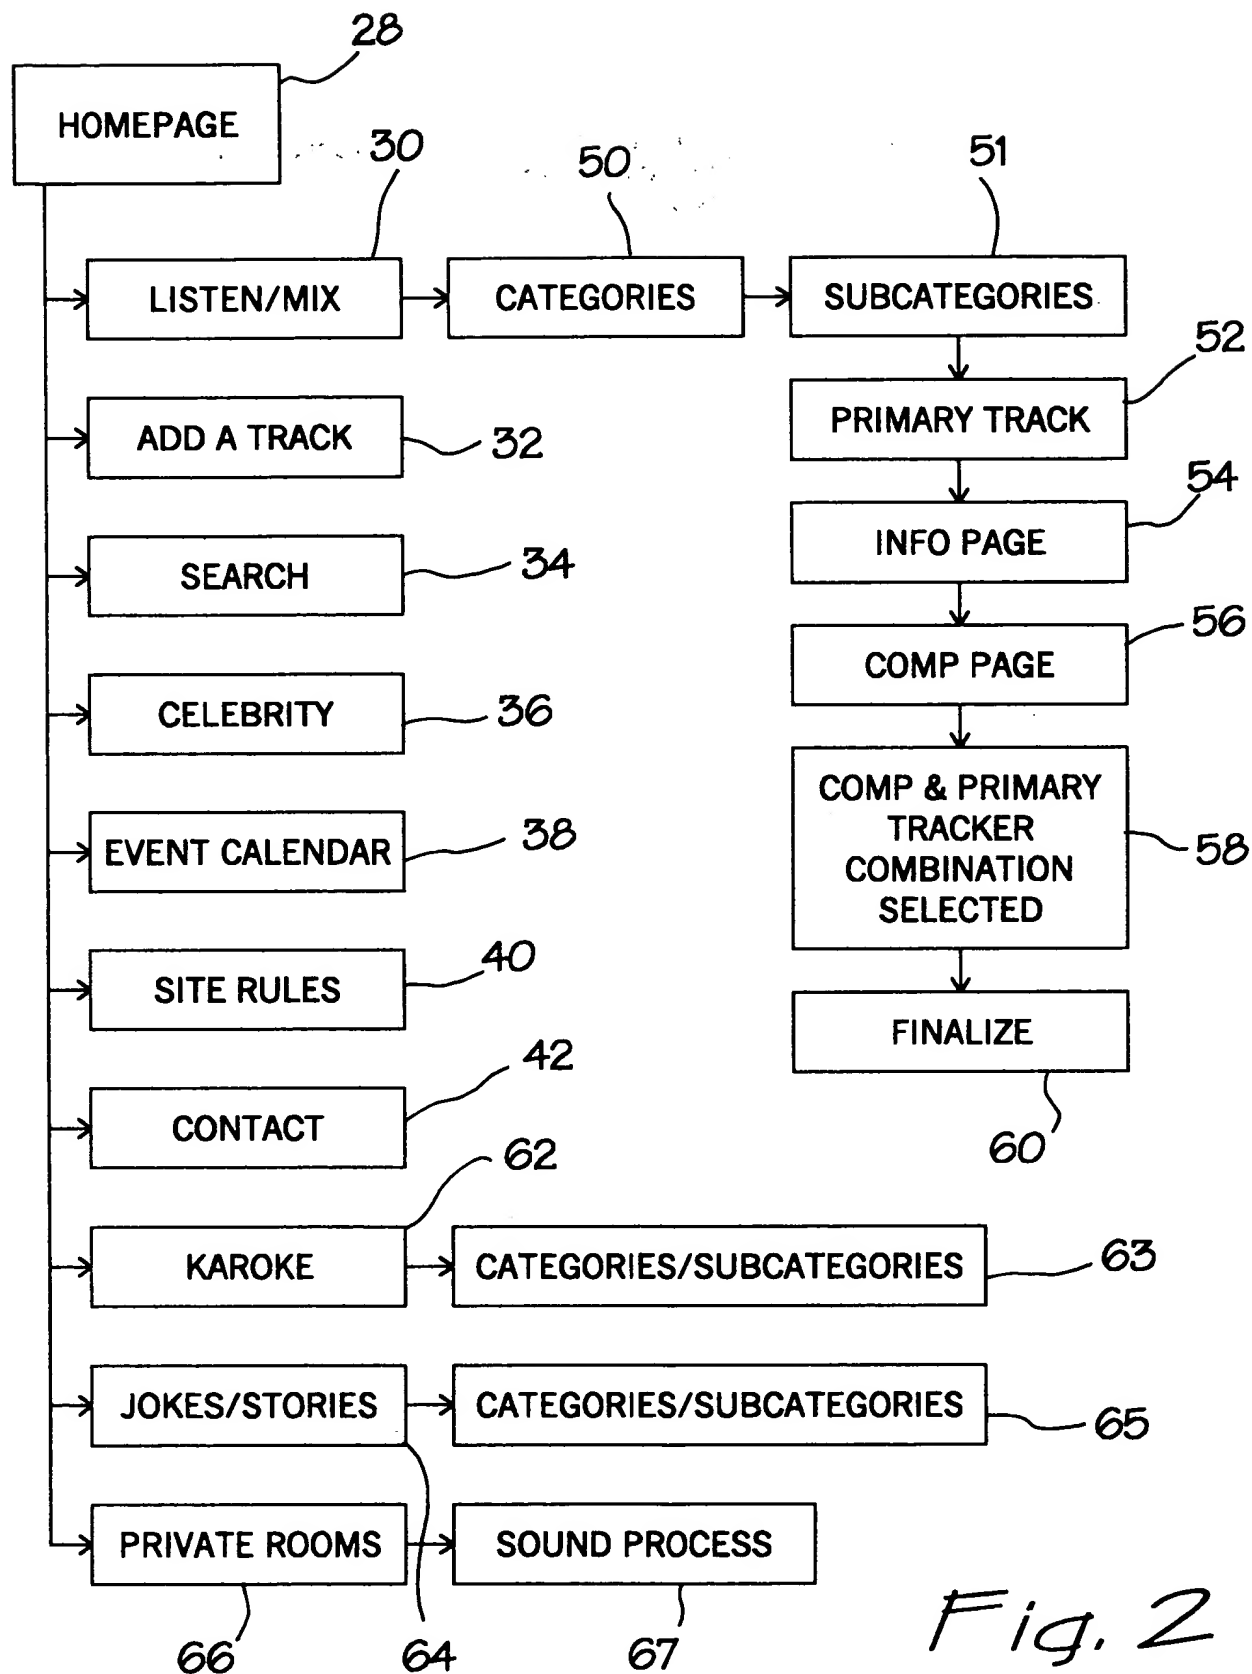 28
HOMEPAGE
30
50
51
LISTEN/MIX
CATEGORIES
SUBCATEGORIES
52
PRIMARY TRACK
ADD A TRACK
32
54
INFO PAGE
SEARCH
34
56
COMP PAGE
CELEBRITY
36
COMP & PRIMARY
TRACKER
COMBINATION
SELECTED
58
EVENT CALENDAR
38
SITE RULES
40
FINALIZE
60
CONTACT
42
62
KAROKE
CATEGORIES/SUBCATEGORIES
63
JOKES/STORIES
CATEGORIES/SUBCATEGORIES
65
PRIVATE ROOMS
SOUND PROCESS
66
64
67
Fig. 2